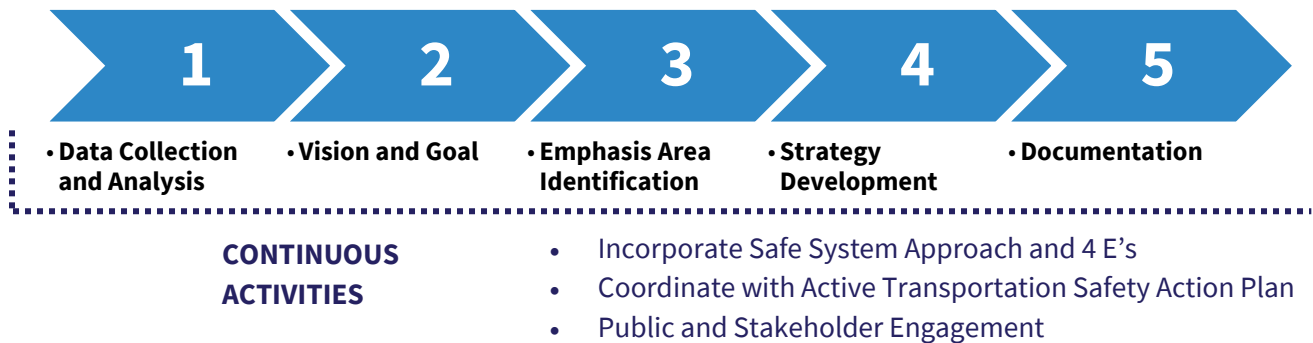 1 2 3 4 5
• Data Collection and Analysis
• Vision and Goal
• Emphasis Area Identification
• Strategy Development
• Documentation
CONTINUOUS
ACTIVITIES
• Incorporate Safe System Approach and 4 E’s
• Coordinate with Active Transportation Safety Action Plan
• Public and Stakeholder Engagement